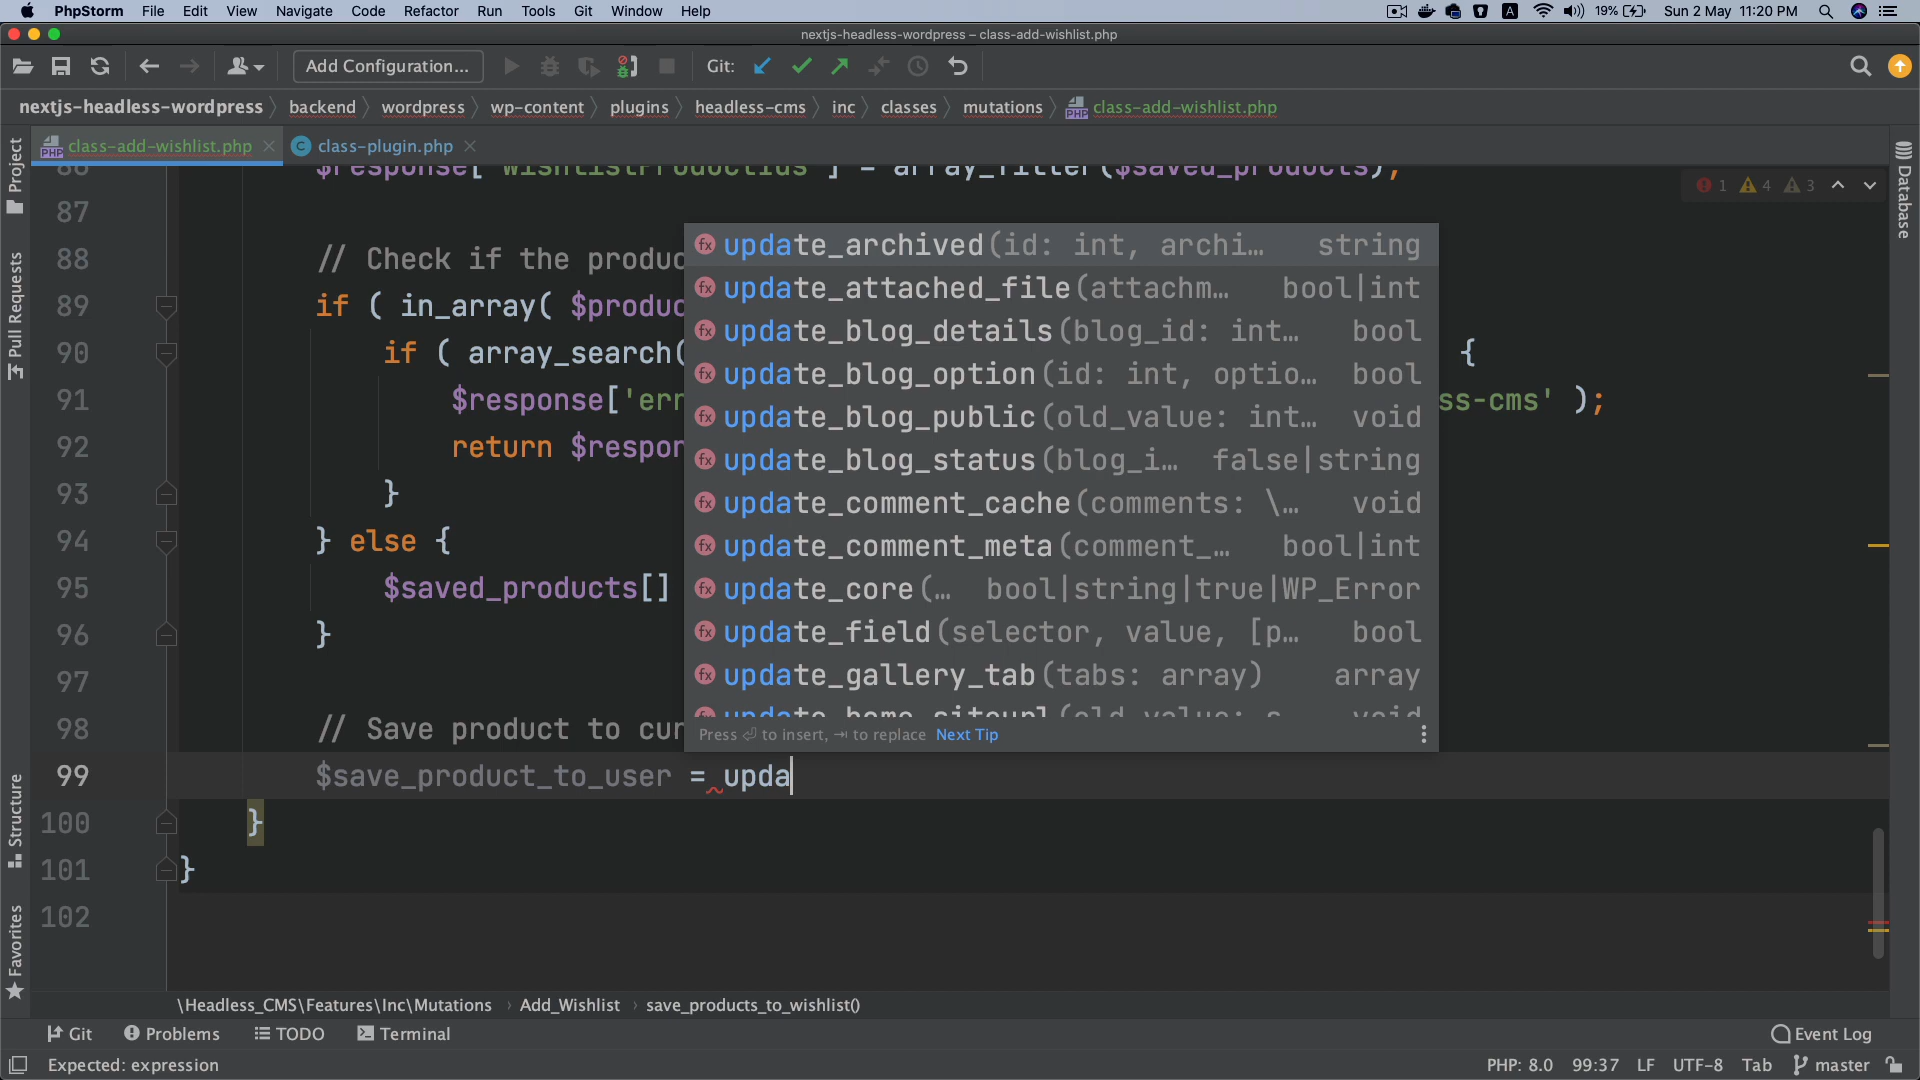 PhpStorm File Edit View Navigate Code Refactor Run Tools Git Window Help A 19% Sun 2 May 11:20 PM
nextjs-headless-wordpress – class-add-wishlist.php
Add Configuration... Git:
nextjs-headless-wordpress backend wordpress wp-content plugins headless-cms inc classes mutations class-add-wishlist.php
class-add-wishlist.php class-plugin.php
Project
Pull Requests
Structure
Favorites
Database
1 4 3
86 $response['wishlistProductIds'] = array_filter($saved_products);
87
88 // Check if the produc
89 if ( in_array( $produc
90 if ( array_search( {
91 $response['err ss-cms' );
92 return $respon
93 }
94 } else {
95 $saved_products[]
96 }
97
98 // Save product to cur
99 $save_product_to_user = upda
100 }
101 }
102
update_archived(id: int, archi… string
update_attached_file(attachm… bool|int
update_blog_details(blog_id: int… bool
update_blog_option(id: int, optio… bool
update_blog_public(old_value: int… void
update_blog_status(blog_i… false|string
update_comment_cache(comments: \… void
update_comment_meta(comment_… bool|int
update_core(… bool|string|true|WP_Error
update_field(selector, value, [p… bool
update_gallery_tab(tabs: array) array
update_home_siteurl(old_value: s… void
Press ⏎ to insert, ⇥ to replace Next Tip
\Headless_CMS\Features\Inc\Mutations › Add_Wishlist › save_products_to_wishlist()
Git Problems TODO Terminal Event Log
Expected: expression PHP: 8.0 99:37 LF UTF-8 Tab master